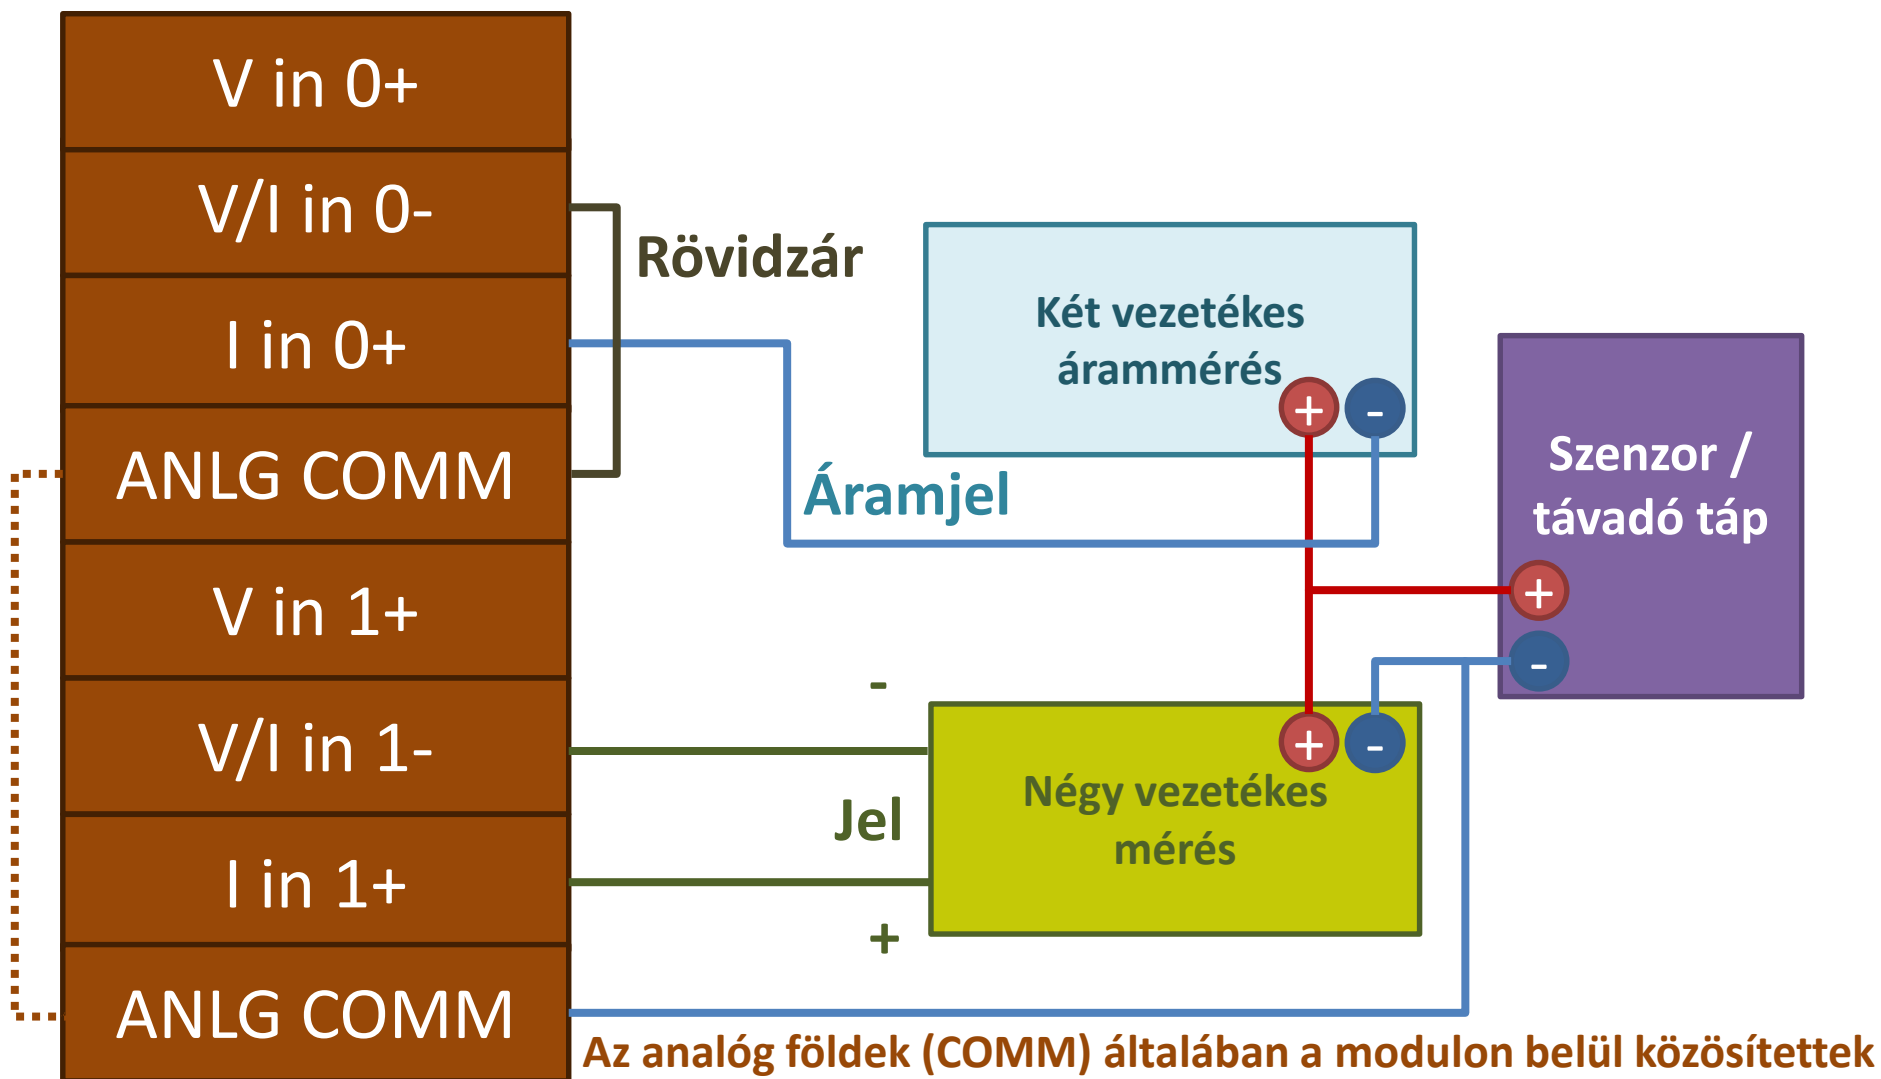 V in 0+
V/I in 0-
I in 0+
ANLG COMM
V in 1+
V/I in 1-
I in 1+
ANLG COMM
Rövidzár
Áramjel
Két vezetékes
árammérés
+ -
Szenzor /
távadó táp
+
-
-
Jel
+
+ -
Négy vezetékes
mérés
Az analóg földek (COMM) általában a modulon belül közösítettek